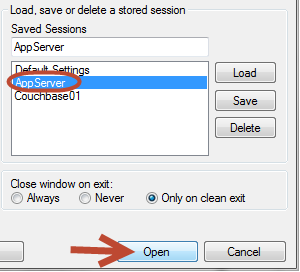 Load, save or delete a stored session
Saved Sessions
AppServer
Default Settings
AppServer
Couchbase01
Load
Save
Delete
Close window on exit:
Always Never Only on clean exit
Open Cancel